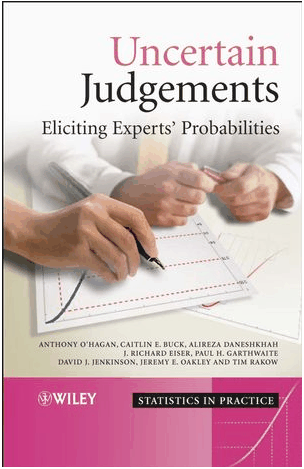 Uncertain
Judgements
Eliciting Experts' Probabilities
ANTHONY O'HAGAN, CAITLIN E. BUCK, ALIREZA DANESHKHAH
J. RICHARD EISER, PAUL H. GARTHWAITE
DAVID J. JENKINSON, JEREMY E. OAKLEY AND TIM RAKOW
WILEY
STATISTICS IN PRACTICE